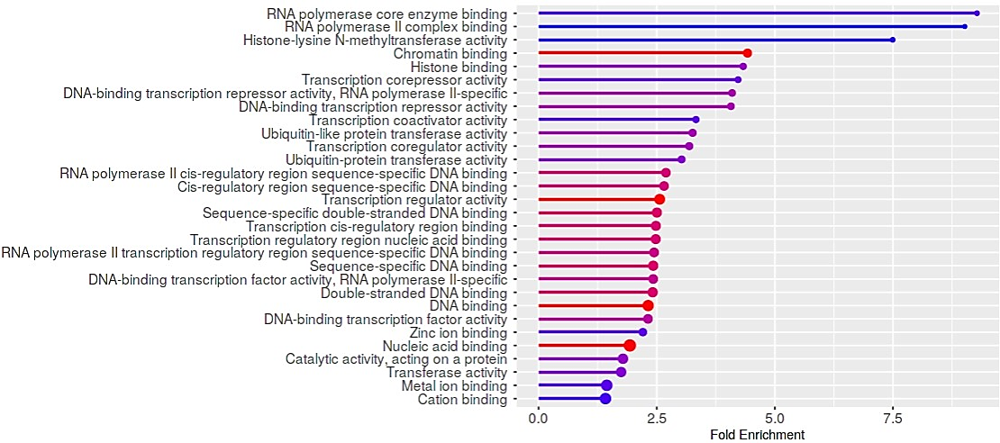 RNA polymerase core enzyme binding
RNA polymerase II complex binding
Histone-lysine N-methyltransferase activity
Chromatin binding
Histone binding
Transcription corepressor activity
DNA-binding transcription repressor activity, RNA polymerase II-specific
DNA-binding transcription repressor activity
Transcription coactivator activity
Ubiquitin-like protein transferase activity
Transcription coregulator activity
Ubiquitin-protein transferase activity
RNA polymerase II cis-regulatory region sequence-specific DNA binding
Cis-regulatory region sequence-specific DNA binding
Transcription regulator activity
Sequence-specific double-stranded DNA binding
Transcription cis-regulatory region binding
Transcription regulatory region nucleic acid binding
RNA polymerase II transcription regulatory region sequence-specific DNA binding
Sequence-specific DNA binding
DNA-binding transcription factor activity, RNA polymerase II-specific
Double-stranded DNA binding
DNA binding
DNA-binding transcription factor activity
Zinc ion binding
Nucleic acid binding
Catalytic activity, acting on a protein
Transferase activity
Metal ion binding
Cation binding
0.0 2.5 5.0 7.5
Fold Enrichment